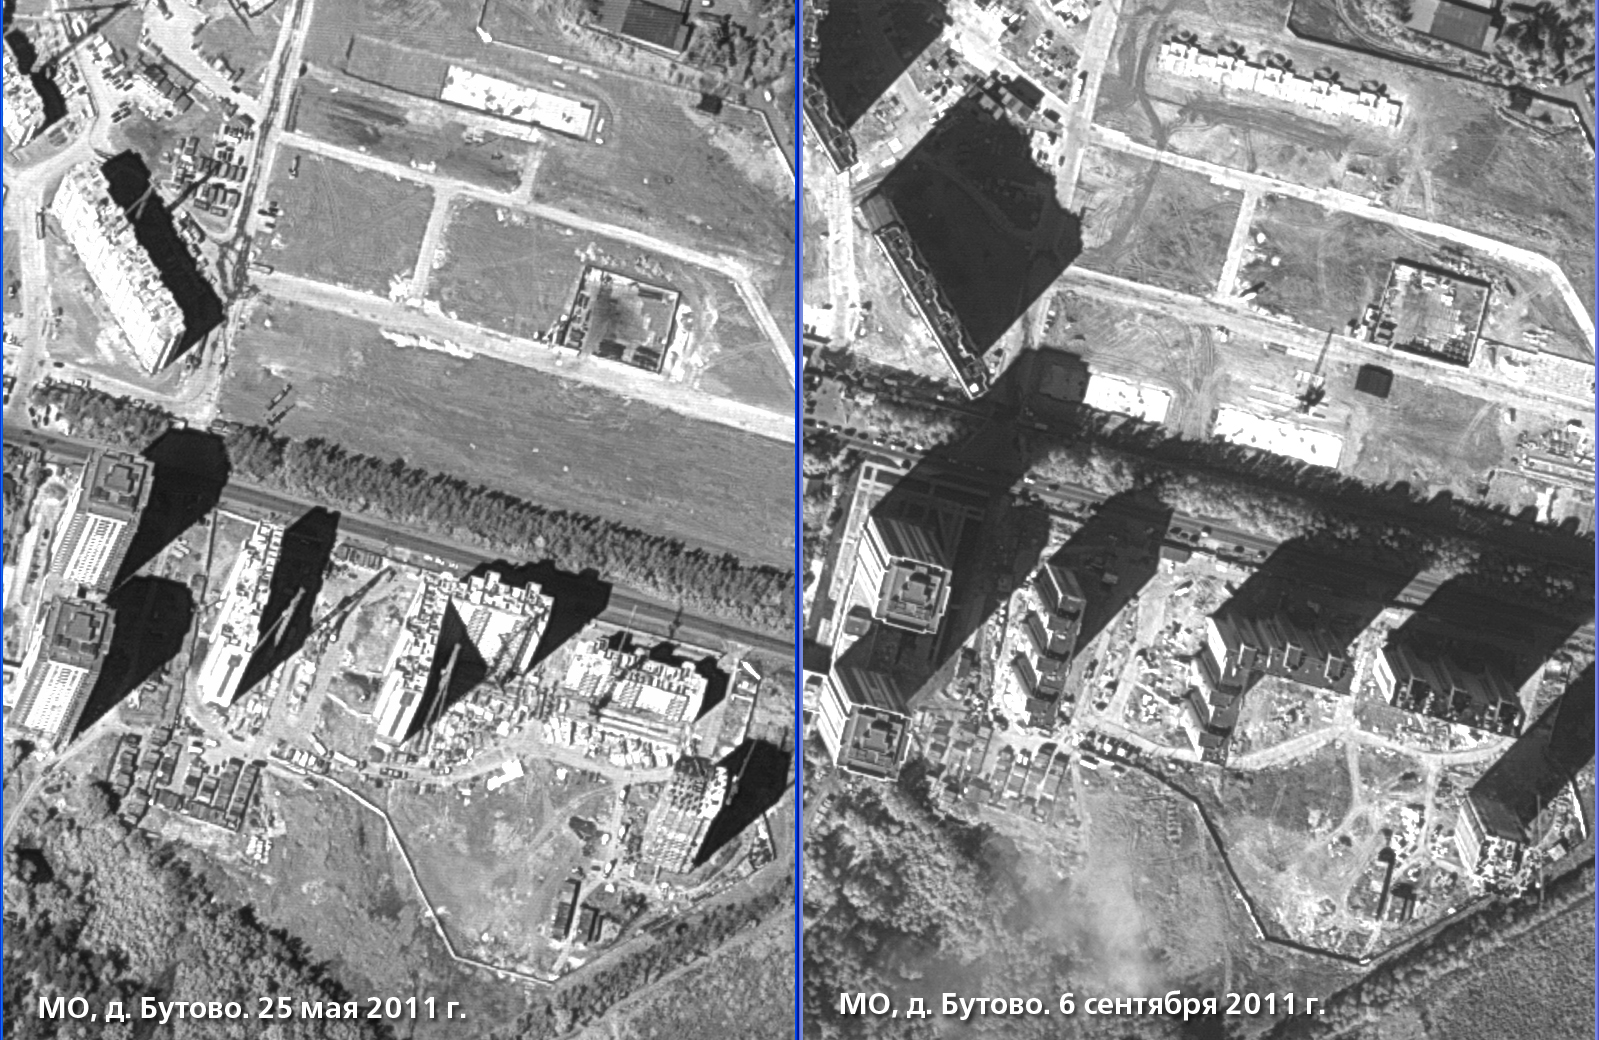 МО, д. Бутово. 25 мая 2011 г.
МО, д. Бутово. 6 сентября 2011 г.